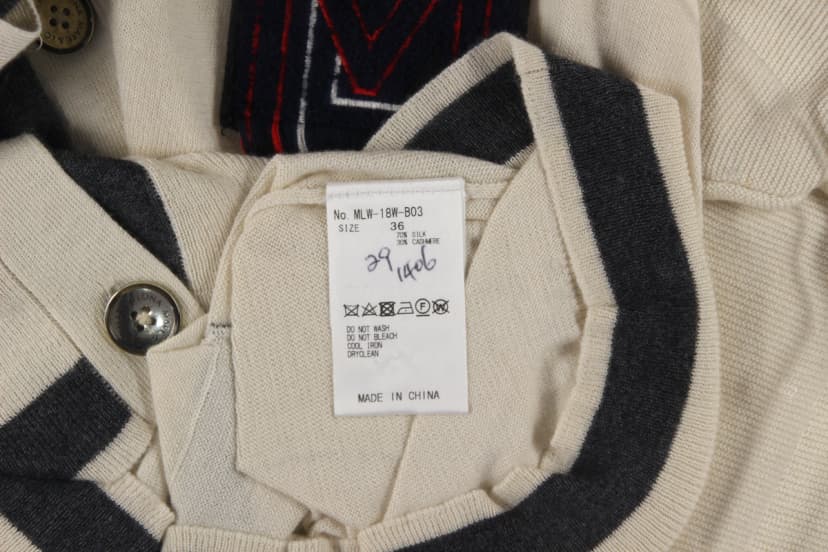 No. MLW-18W-B03
SIZE 36
70% SILK
30% CASHMERE
29
1406
DO NOT WASH
DO NOT BLEACH
COOL IRON
DRYCLEAN
MADE IN CHINA